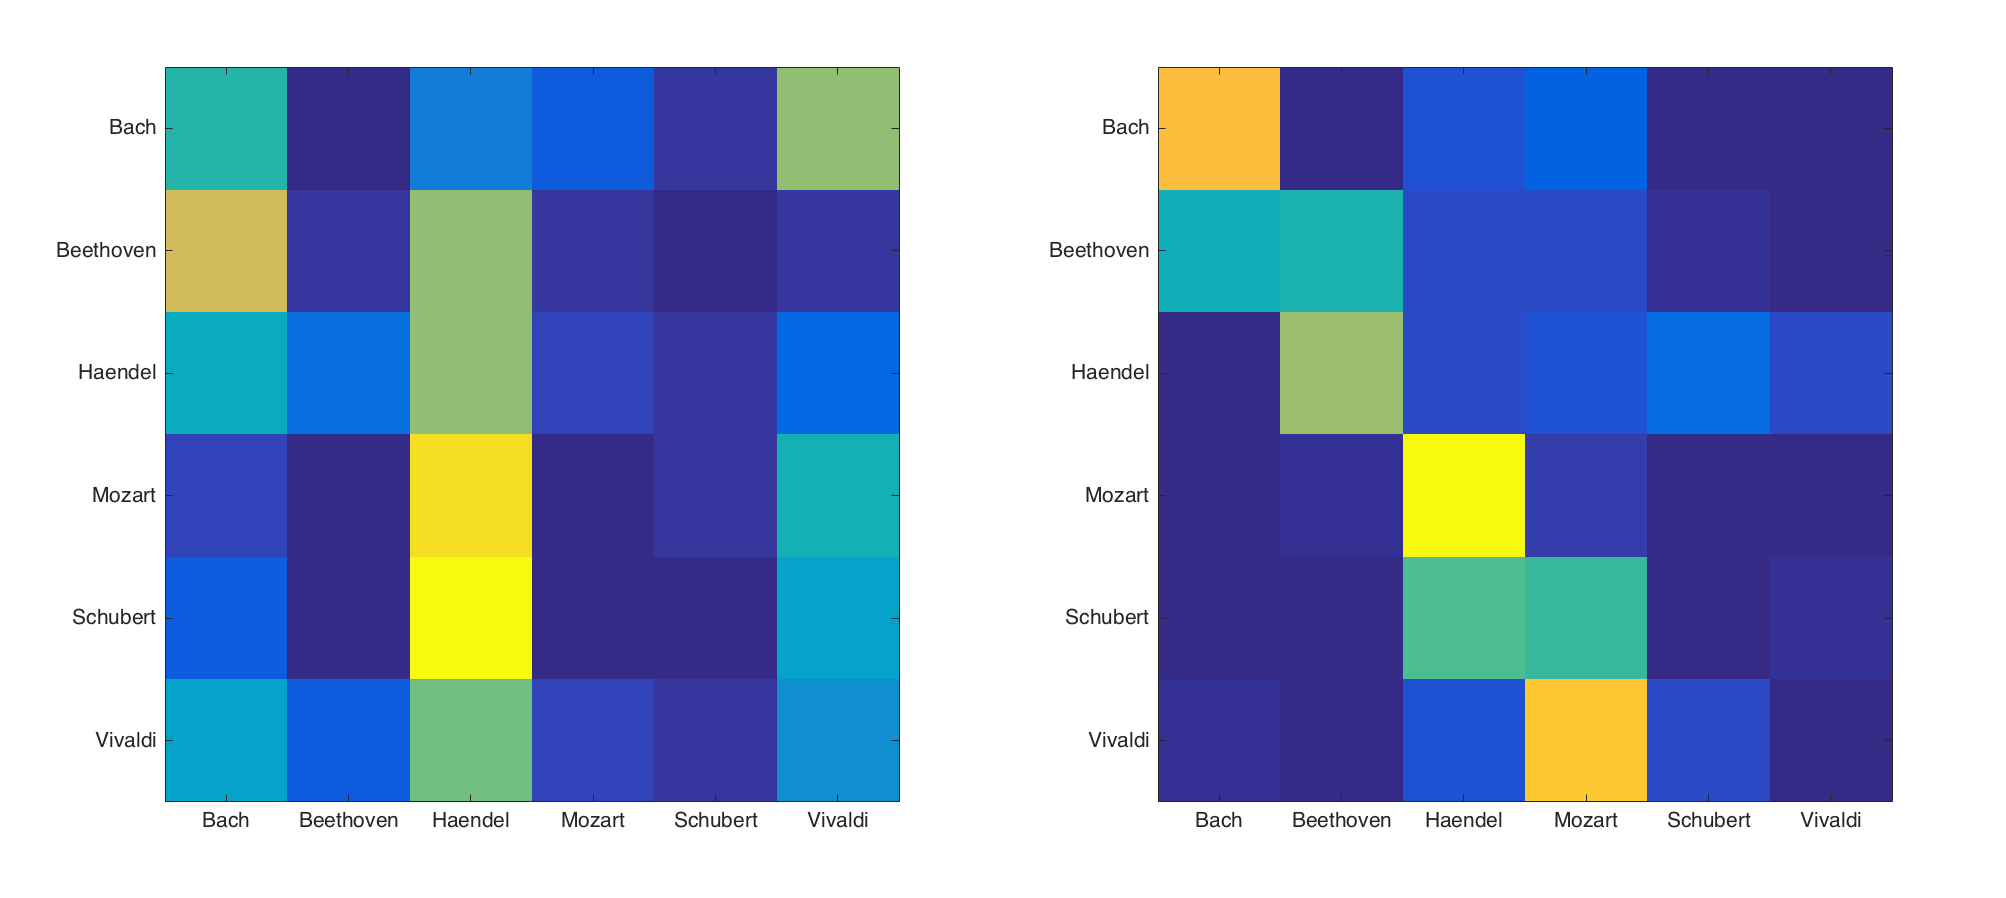 Bach
Beethoven
Haendel
Mozart
Schubert
Vivaldi
Bach Beethoven Haendel Mozart Schubert Vivaldi
Bach
Beethoven
Haendel
Mozart
Schubert
Vivaldi
Bach Beethoven Haendel Mozart Schubert Vivaldi